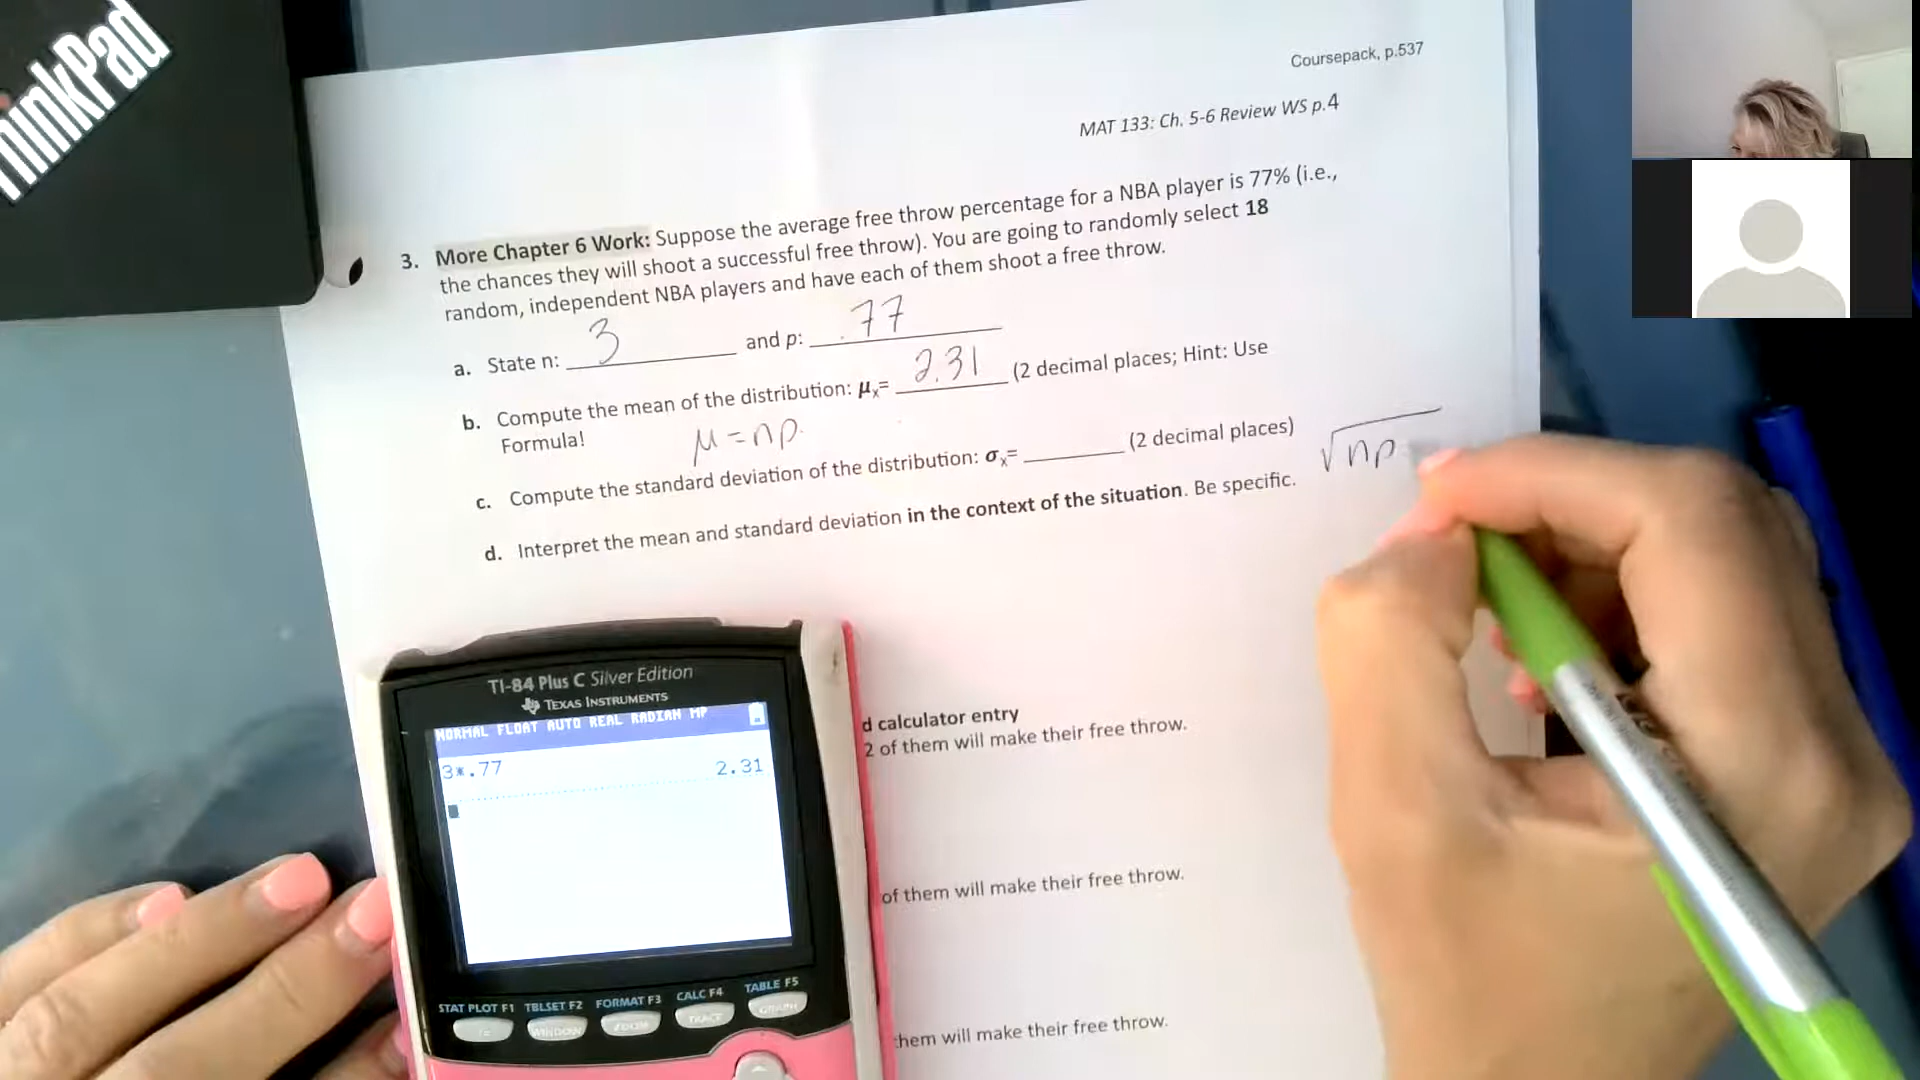 ThinkPad
Coursepack, p.537
MAT 133: Ch. 5-6 Review WS p.4
3. More Chapter 6 Work: Suppose the average free throw percentage for a NBA player is 77% (i.e.,
the chances they will shoot a successful free throw). You are going to randomly select 18
random, independent NBA players and have each of them shoot a free throw.
a. State n: 3 and p: .77
b. Compute the mean of the distribution: μx= 2.31 (2 decimal places; Hint: Use
Formula!
μ = np.
c. Compute the standard deviation of the distribution: σx= ________ (2 decimal places)
√np
d. Interpret the mean and standard deviation in the context of the situation. Be specific.
d calculator entry
2 of them will make their free throw.
of them will make their free throw.
them will make their free throw.
TI-84 Plus C Silver Edition
TEXAS INSTRUMENTS
NORMAL FLOAT AUTO REAL RADIAN MP
3*.77
2.31
STAT PLOT F1 TBLSET F2 FORMAT F3 CALC F4 TABLE F5
Y= WINDOW ZOOM TRACE GRAPH